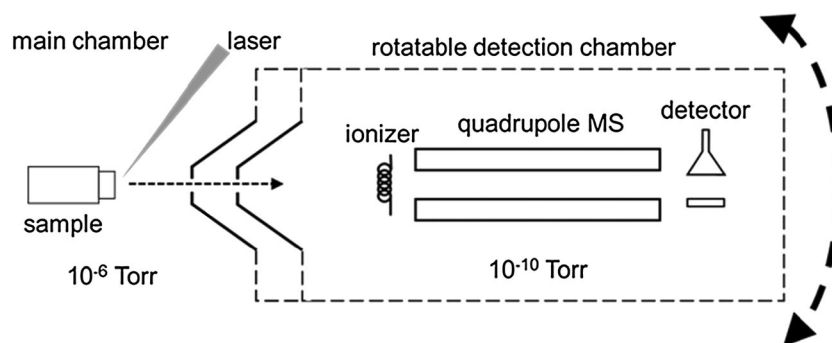 main chamber
laser
rotatable detection chamber
ionizer
quadrupole MS
detector
sample
10⁻⁶ Torr
10⁻¹⁰ Torr